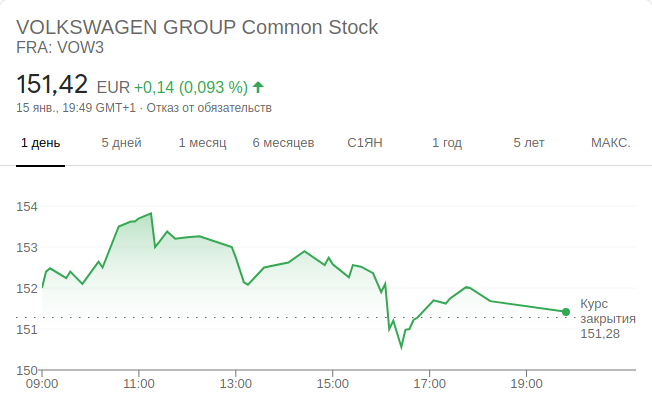 VOLKSWAGEN GROUP Common Stock
FRA: VOW3
151,42 EUR +0,14 (0,093 %)
15 янв., 19:49 GMT+1 · Отказ от обязательств
1 день 5 дней 1 месяц 6 месяцев С1ЯН 1 год 5 лет МАКС.
154
153
152
151
150
Курс
закрытия
151,28
09:00 11:00 13:00 15:00 17:00 19:00